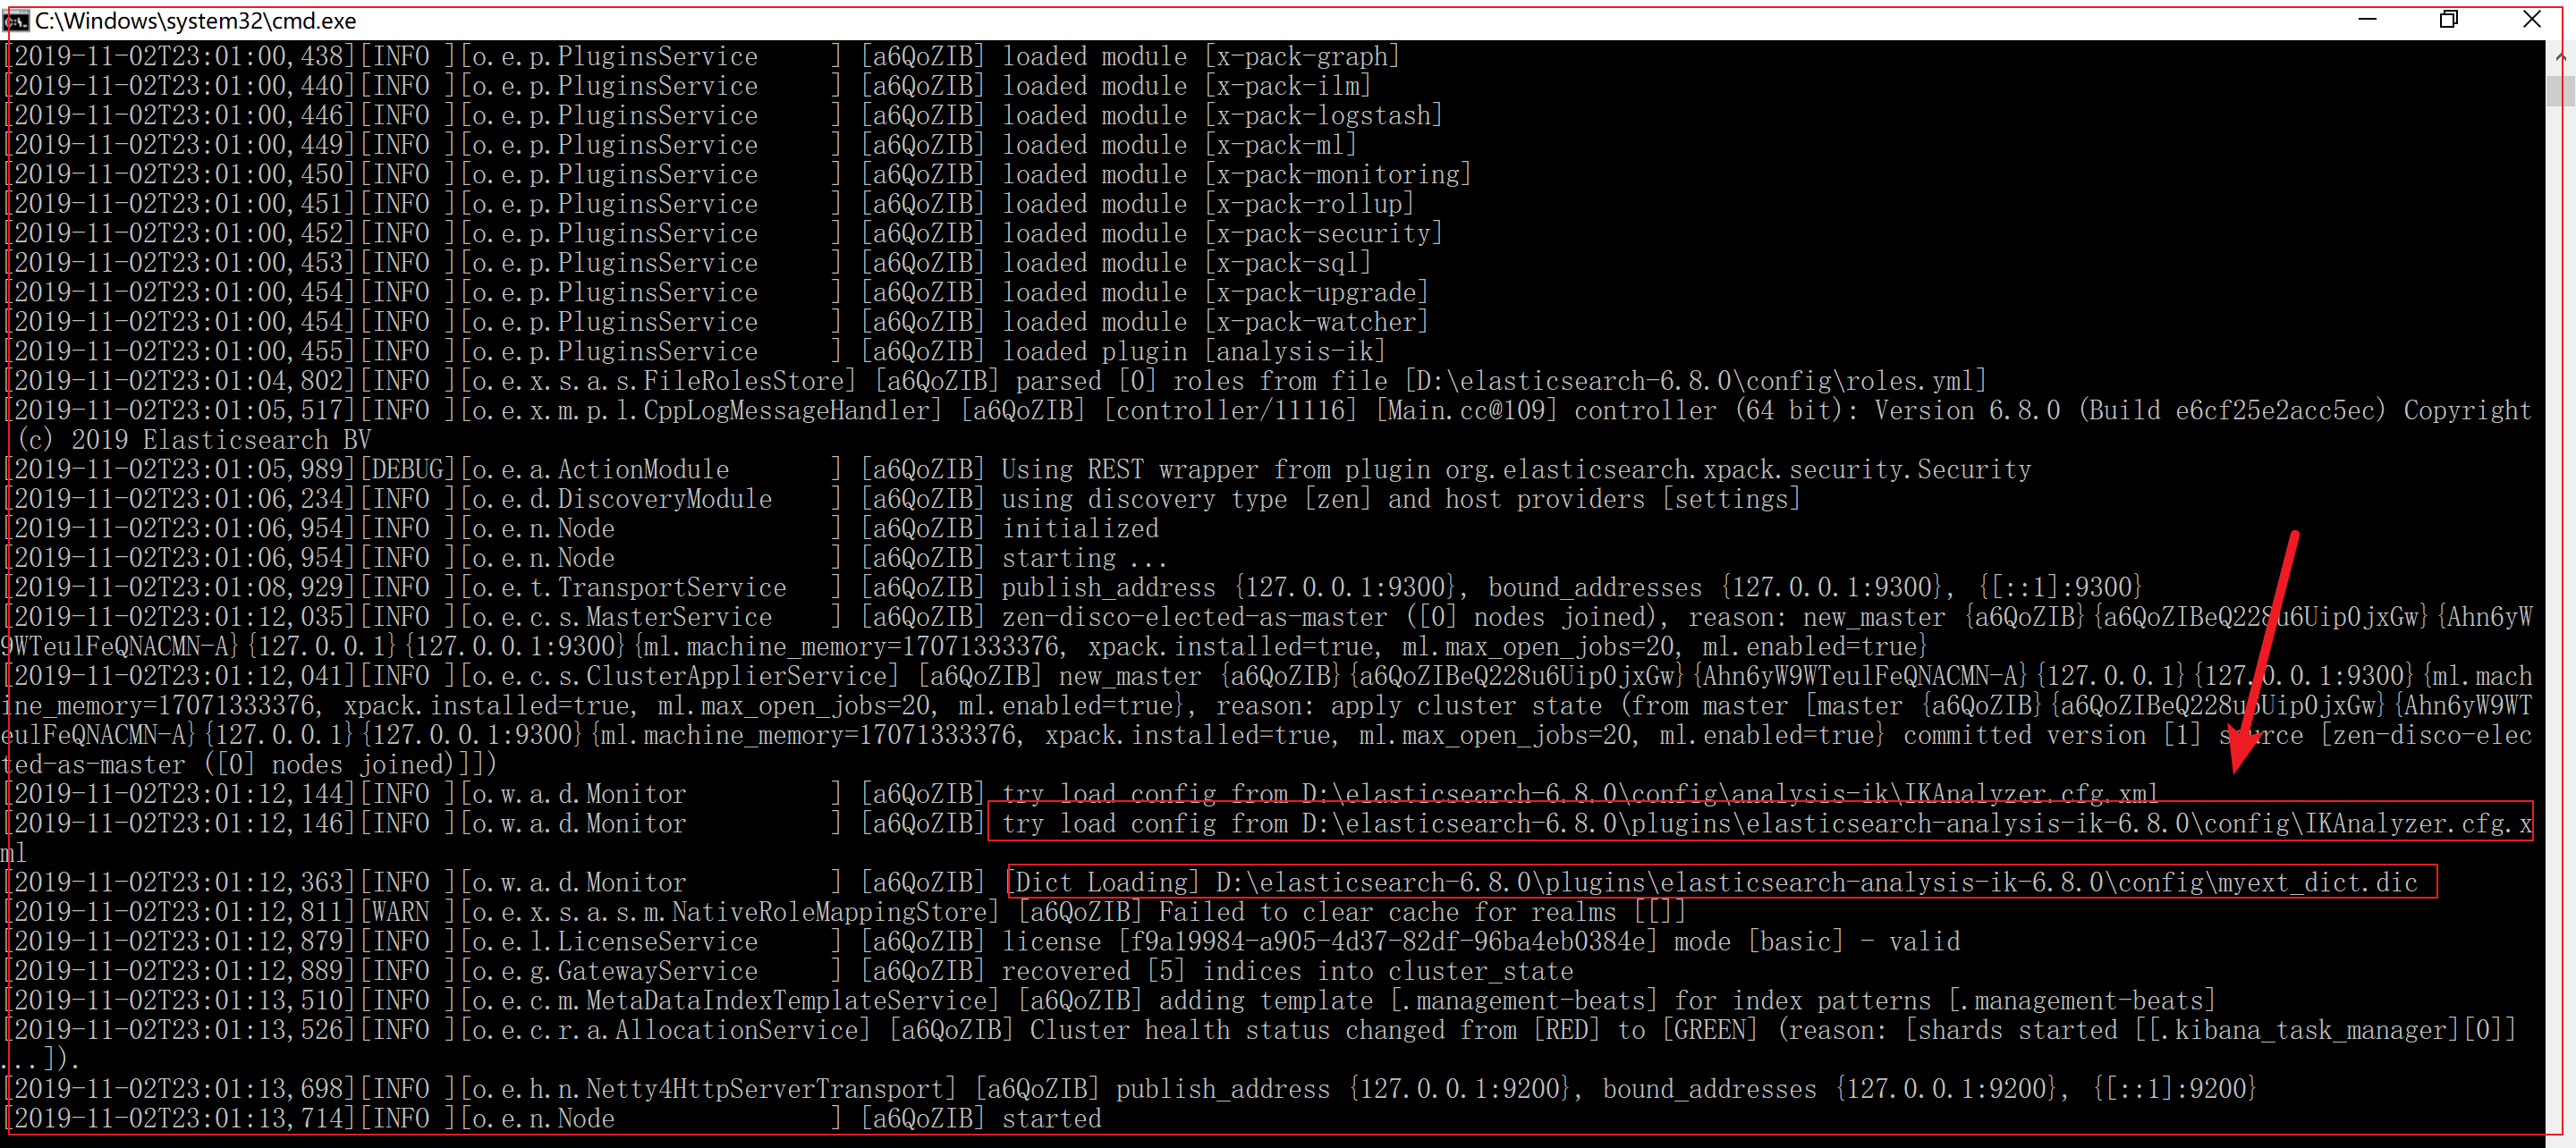 C:\Windows\system32\cmd.exe
[2019-11-02T23:01:00,438][INFO ][o.e.p.PluginsService     ] [a6QoZIB] loaded module [x-pack-graph]
[2019-11-02T23:01:00,440][INFO ][o.e.p.PluginsService     ] [a6QoZIB] loaded module [x-pack-ilm]
[2019-11-02T23:01:00,446][INFO ][o.e.p.PluginsService     ] [a6QoZIB] loaded module [x-pack-logstash]
[2019-11-02T23:01:00,449][INFO ][o.e.p.PluginsService     ] [a6QoZIB] loaded module [x-pack-ml]
[2019-11-02T23:01:00,450][INFO ][o.e.p.PluginsService     ] [a6QoZIB] loaded module [x-pack-monitoring]
[2019-11-02T23:01:00,451][INFO ][o.e.p.PluginsService     ] [a6QoZIB] loaded module [x-pack-rollup]
[2019-11-02T23:01:00,452][INFO ][o.e.p.PluginsService     ] [a6QoZIB] loaded module [x-pack-security]
[2019-11-02T23:01:00,453][INFO ][o.e.p.PluginsService     ] [a6QoZIB] loaded module [x-pack-sql]
[2019-11-02T23:01:00,454][INFO ][o.e.p.PluginsService     ] [a6QoZIB] loaded module [x-pack-upgrade]
[2019-11-02T23:01:00,454][INFO ][o.e.p.PluginsService     ] [a6QoZIB] loaded module [x-pack-watcher]
[2019-11-02T23:01:00,455][INFO ][o.e.p.PluginsService     ] [a6QoZIB] loaded plugin [analysis-ik]
[2019-11-02T23:01:04,802][INFO ][o.e.x.s.a.s.FileRolesStore] [a6QoZIB] parsed [0] roles from file [D:\elasticsearch-6.8.0\config\roles.yml]
[2019-11-02T23:01:05,517][INFO ][o.e.x.m.p.l.CppLogMessageHandler] [a6QoZIB] [controller/11116] [Main.cc@109] controller (64 bit): Version 6.8.0 (Build e6cf25e2acc5ec) Copyright
 (c) 2019 Elasticsearch BV
[2019-11-02T23:01:05,989][DEBUG][o.e.a.ActionModule       ] [a6QoZIB] Using REST wrapper from plugin org.elasticsearch.xpack.security.Security
[2019-11-02T23:01:06,234][INFO ][o.e.d.DiscoveryModule    ] [a6QoZIB] using discovery type [zen] and host providers [settings]
[2019-11-02T23:01:06,954][INFO ][o.e.n.Node               ] [a6QoZIB] initialized
[2019-11-02T23:01:06,954][INFO ][o.e.n.Node               ] [a6QoZIB] starting ...
[2019-11-02T23:01:08,929][INFO ][o.e.t.TransportService   ] [a6QoZIB] publish_address {127.0.0.1:9300}, bound_addresses {127.0.0.1:9300}, {[::1]:9300}
[2019-11-02T23:01:12,035][INFO ][o.e.c.s.MasterService    ] [a6QoZIB] zen-disco-elected-as-master ([0] nodes joined), reason: new_master {a6QoZIB}{a6QoZIBeQ228u6Uip0jxGw}{Ahn6yW
9WTeulFeQNACMN-A}{127.0.0.1}{127.0.0.1:9300}{ml.machine_memory=17071333376, xpack.installed=true, ml.max_open_jobs=20, ml.enabled=true}
[2019-11-02T23:01:12,041][INFO ][o.e.c.s.ClusterApplierService] [a6QoZIB] new_master {a6QoZIB}{a6QoZIBeQ228u6Uip0jxGw}{Ahn6yW9WTeulFeQNACMN-A}{127.0.0.1}{127.0.0.1:9300}{ml.mach
ine_memory=17071333376, xpack.installed=true, ml.max_open_jobs=20, ml.enabled=true}, reason: apply cluster state (from master [master {a6QoZIB}{a6QoZIBeQ228u6Uip0jxGw}{Ahn6yW9WT
eulFeQNACMN-A}{127.0.0.1}{127.0.0.1:9300}{ml.machine_memory=17071333376, xpack.installed=true, ml.max_open_jobs=20, ml.enabled=true} committed version [1] source [zen-disco-elec
ted-as-master ([0] nodes joined)]])
[2019-11-02T23:01:12,144][INFO ][o.w.a.d.Monitor          ] [a6QoZIB] try load config from D:\elasticsearch-6.8.0\config\analysis-ik\IKAnalyzer.cfg.xml
[2019-11-02T23:01:12,146][INFO ][o.w.a.d.Monitor          ] [a6QoZIB] try load config from D:\elasticsearch-6.8.0\plugins\elasticsearch-analysis-ik-6.8.0\config\IKAnalyzer.cfg.x
ml
[2019-11-02T23:01:12,363][INFO ][o.w.a.d.Monitor          ] [a6QoZIB] [Dict Loading] D:\elasticsearch-6.8.0\plugins\elasticsearch-analysis-ik-6.8.0\config\myext_dict.dic
[2019-11-02T23:01:12,811][WARN ][o.e.x.s.a.s.m.NativeRoleMappingStore] [a6QoZIB] Failed to clear cache for realms [[]]
[2019-11-02T23:01:12,879][INFO ][o.e.l.LicenseService     ] [a6QoZIB] license [f9a19984-a905-4d37-82df-96ba4eb0384e] mode [basic] - valid
[2019-11-02T23:01:12,889][INFO ][o.e.g.GatewayService     ] [a6QoZIB] recovered [5] indices into cluster_state
[2019-11-02T23:01:13,510][INFO ][o.e.c.m.MetaDataIndexTemplateService] [a6QoZIB] adding template [.management-beats] for index patterns [.management-beats]
[2019-11-02T23:01:13,526][INFO ][o.e.c.r.a.AllocationService] [a6QoZIB] Cluster health status changed from [RED] to [GREEN] (reason: [shards started [[.kibana_task_manager][0]]
...]).
[2019-11-02T23:01:13,698][INFO ][o.e.h.n.Netty4HttpServerTransport] [a6QoZIB] publish_address {127.0.0.1:9200}, bound_addresses {127.0.0.1:9200}, {[::1]:9200}
[2019-11-02T23:01:13,714][INFO ][o.e.n.Node               ] [a6QoZIB] started